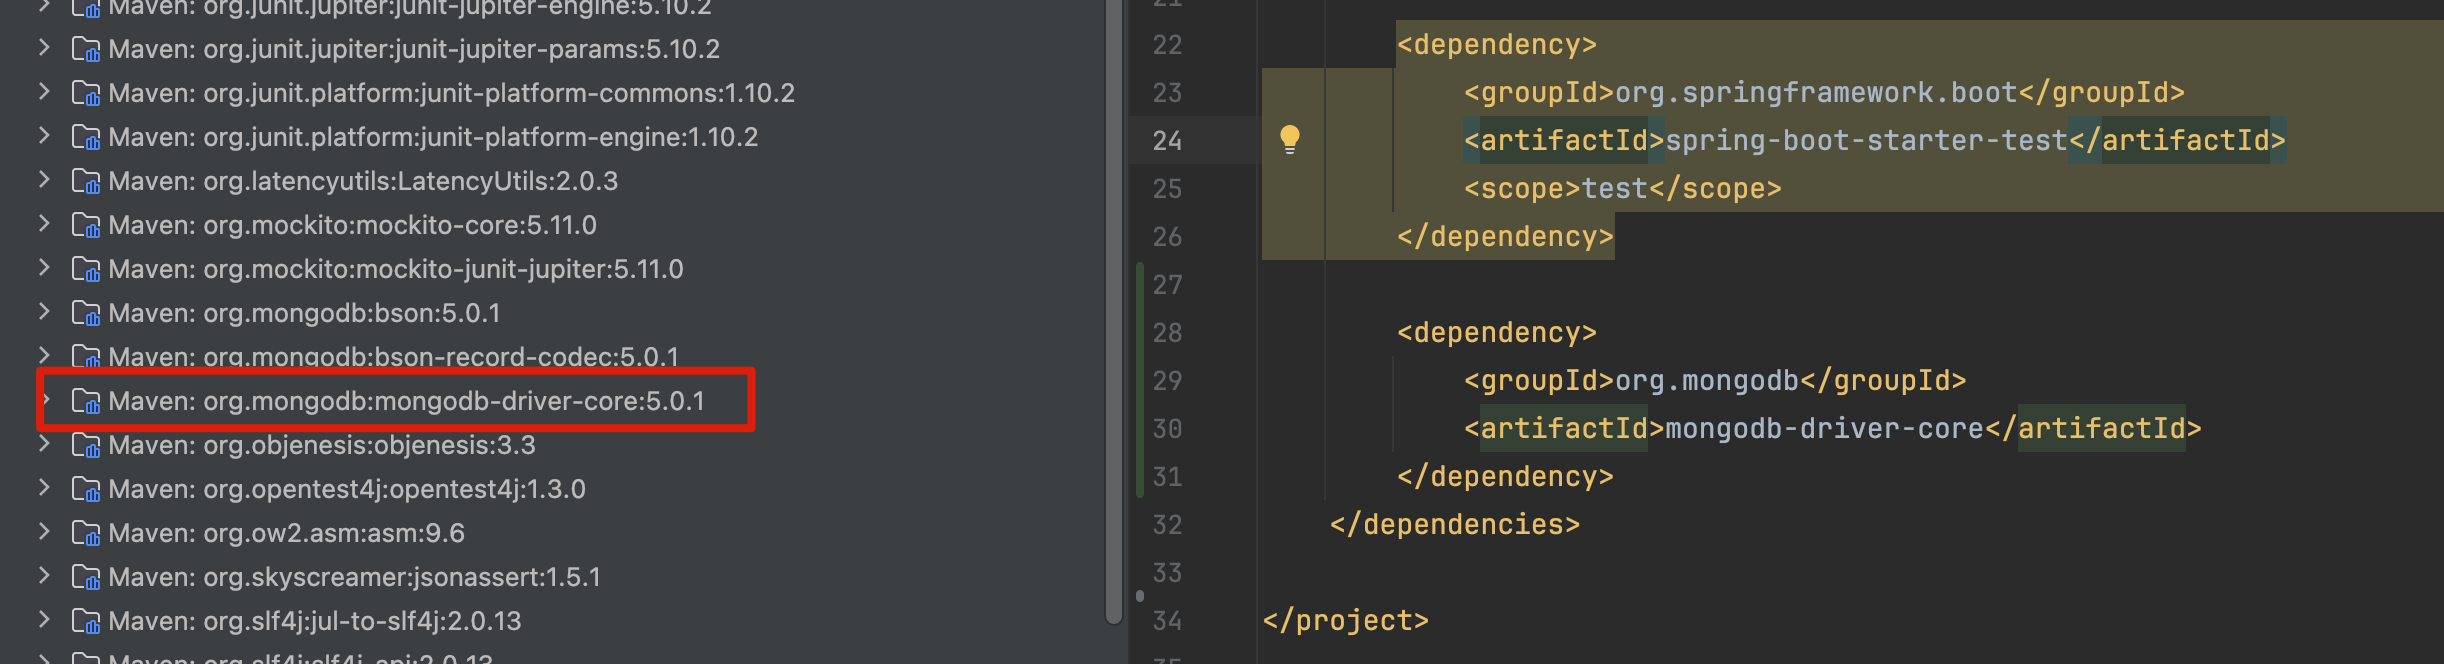 Maven: org.junit.jupiter:junit-jupiter-engine:5.10.2
Maven: org.junit.jupiter:junit-jupiter-params:5.10.2
Maven: org.junit.platform:junit-platform-commons:1.10.2
Maven: org.junit.platform:junit-platform-engine:1.10.2
Maven: org.latencyutils:LatencyUtils:2.0.3
Maven: org.mockito:mockito-core:5.11.0
Maven: org.mockito:mockito-junit-jupiter:5.11.0
Maven: org.mongodb:bson:5.0.1
Maven: org.mongodb:bson-record-codec:5.0.1
Maven: org.mongodb:mongodb-driver-core:5.0.1
Maven: org.objenesis:objenesis:3.3
Maven: org.opentest4j:opentest4j:1.3.0
Maven: org.ow2.asm:asm:9.6
Maven: org.skyscreamer:jsonassert:1.5.1
Maven: org.slf4j:jul-to-slf4j:2.0.13
Maven: org.slf4j:slf4j-api:2.0.13
21
22 <dependency>
23 <groupId>org.springframework.boot</groupId>
24 <artifactId>spring-boot-starter-test</artifactId>
25 <scope>test</scope>
26 </dependency>
27
28 <dependency>
29 <groupId>org.mongodb</groupId>
30 <artifactId>mongodb-driver-core</artifactId>
31 </dependency>
32 </dependencies>
33
34 </project>
35